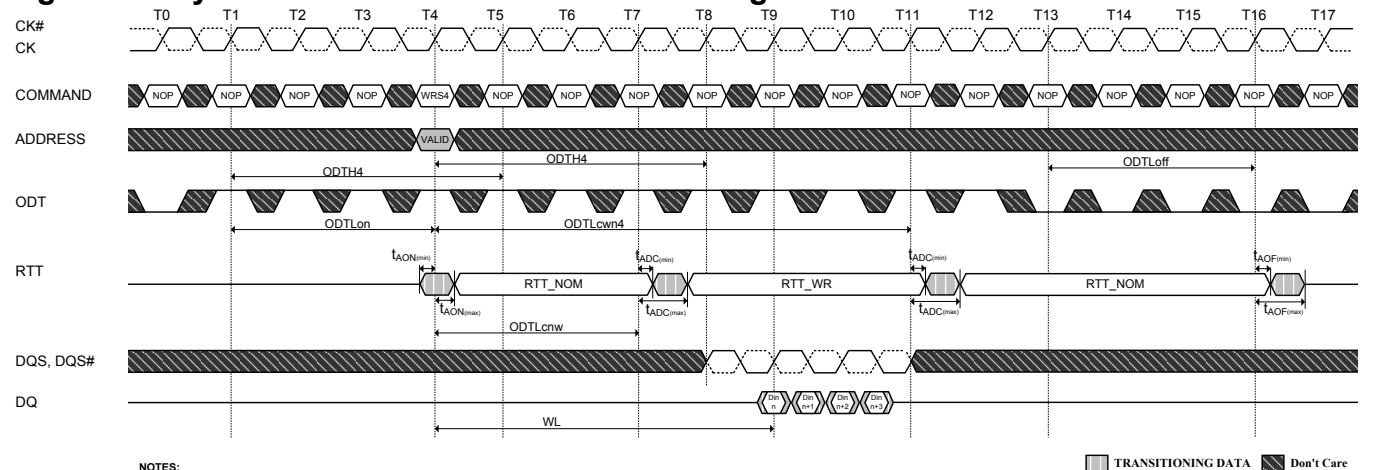 T0 T1 T2 T3 T4 T5 T6 T7 T8 T9 T10 T11 T12 T13 T14 T15 T16 T17
CK#
CK
COMMAND NOP NOP NOP NOP WRS4 NOP NOP NOP NOP NOP NOP NOP NOP NOP NOP NOP NOP NOP
ADDRESS VALID
ODTH4 ODTLoff
ODTH4
ODT
ODTLon ODTLcwn4
tAON(min) tADC(min) tADC(min) tAOF(min)
RTT RTT_NOM RTT_WR RTT_NOM
tAON(max) tADC(max) tADC(max) tAOF(max)
ODTLcnw
DQS, DQS#
DQ Din n Din n+1 Din n+2 Din n+3
WL
NOTES: TRANSITIONING DATA Don't Care